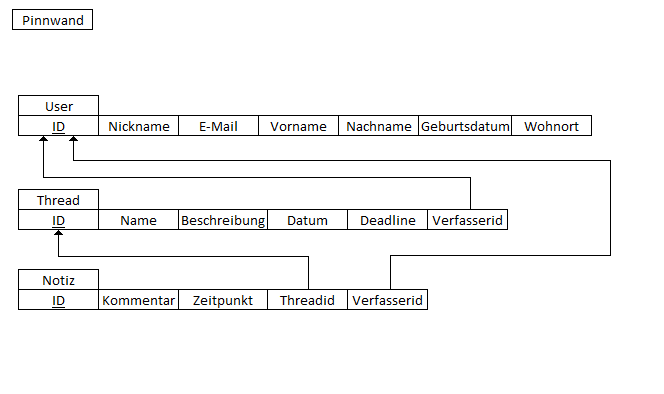 Pinnwand
User
ID Nickname E-Mail Vorname Nachname Geburtsdatum Wohnort
Thread
ID Name Beschreibung Datum Deadline Verfasserid
Notiz
ID Kommentar Zeitpunkt Threadid Verfasserid